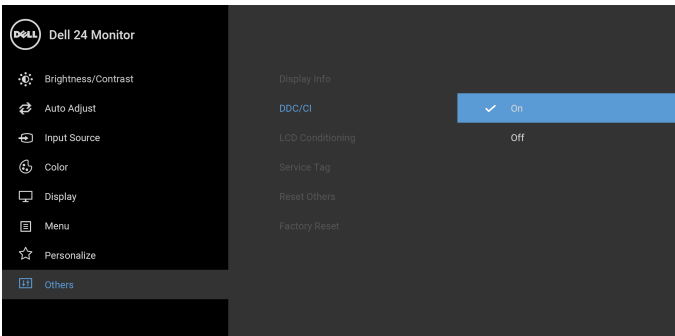 DELL
Dell 24 Monitor
Brightness/Contrast
Auto Adjust
Input Source
Color
Display
Menu
Personalize
Others
Display Info
DDC/CI
LCD Conditioning
Service Tag
Reset Others
Factory Reset
On
Off